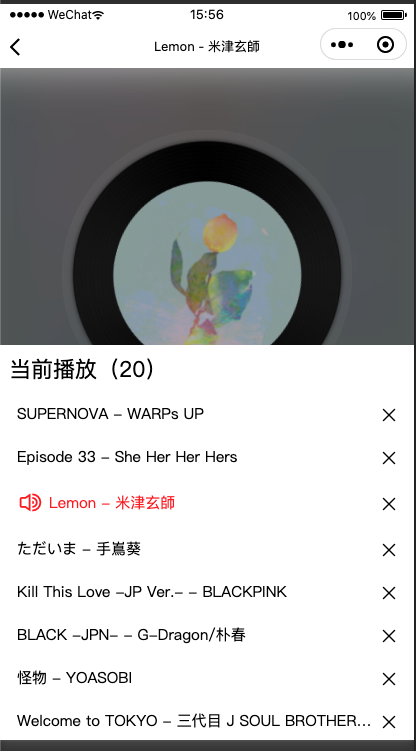 WeChat 15:56 100%
Lemon - 米津玄師
当前播放（20）
SUPERNOVA - WARPs UP
Episode 33 - She Her Her Hers
Lemon - 米津玄師
ただいま - 手嶌葵
Kill This Love -JP Ver.- - BLACKPINK
BLACK -JPN- - G-Dragon/朴春
怪物 - YOASOBI
Welcome to TOKYO - 三代目 J SOUL BROTHER...